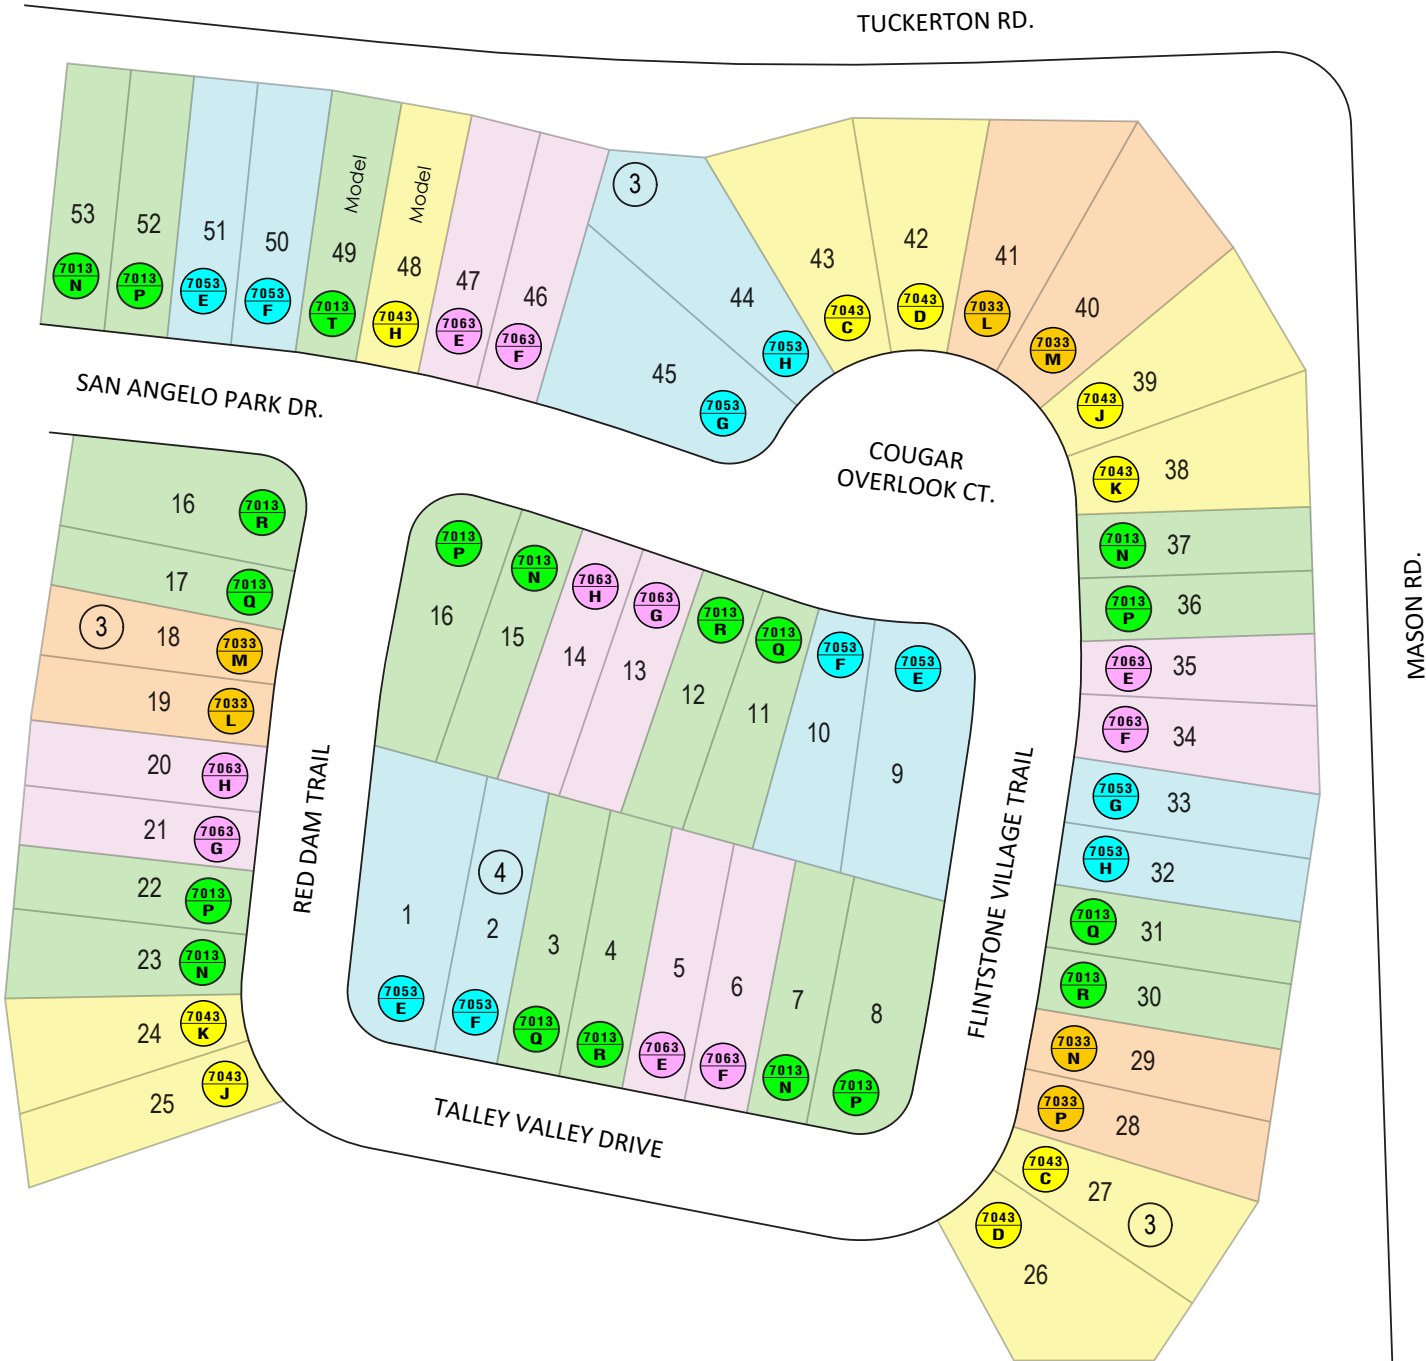 TUCKERTON RD.
MASON RD.
53
7013
N
52
7013
P
51
7053
E
50
7053
F
Model
49
7013
T
Model
48
7043
H
47
7063
E
46
7063
F
3
45
7053
G
44
7053
H
43
7043
C
42
7043
D
41
7033
L
40
7033
M
39
7043
J
38
7043
K
37
7013
N
36
7013
P
35
7063
E
34
7063
F
33
7053
G
32
7053
H
31
7013
Q
30
7013
R
29
7033
N
28
7033
P
27
7043
C
3
26
7043
D
SAN ANGELO PARK DR.
COUGAR
OVERLOOK CT.
16
7013
R
17
7013
Q
3
18
7033
M
19
7033
L
20
7063
H
21
7063
G
22
7013
P
23
7013
N
24
7043
K
25
7043
J
RED DAM TRAIL
FLINTSTONE VILLAGE TRAIL
TALLEY VALLEY DRIVE
7013
P
16
7013
N
15
7063
H
14
7063
G
13
7013
R
12
7013
Q
11
7053
F
10
7053
E
9
4
1
7053
E
2
7053
F
3
7013
Q
4
7013
R
5
7063
E
6
7063
F
7
7013
N
8
7013
P